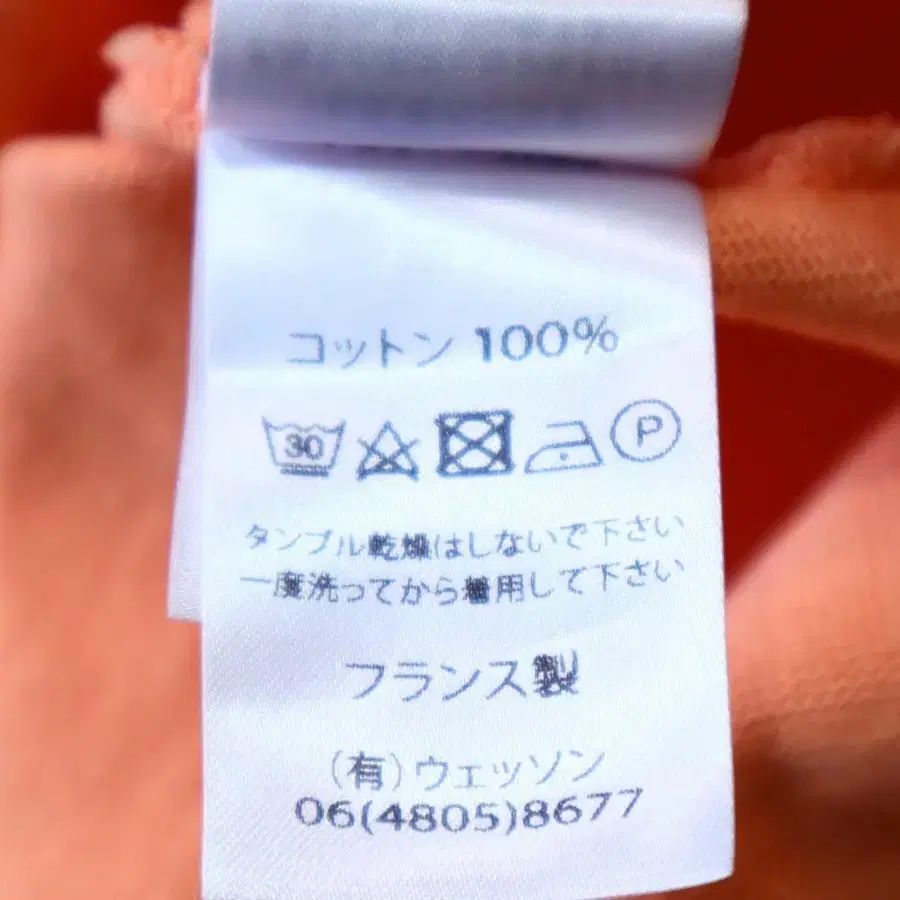 コットン 100%
30 P
タンブル乾燥はしないで下さい
一度洗ってから着用して下さい
フランス製
(有)ウェッソン
06(4805)8677